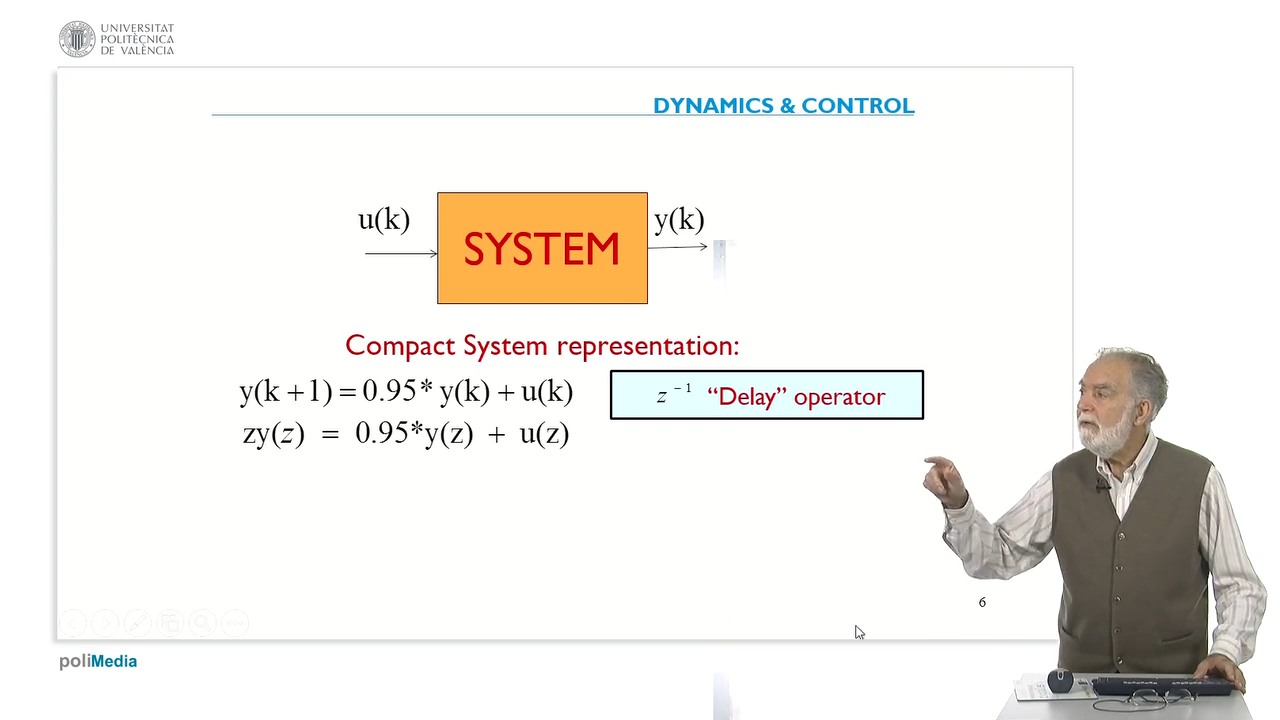 UNIVERSITAT
POLITÈCNICA
DE VALÈNCIA
DYNAMICS & CONTROL
u(k)
SYSTEM
y(k)
Compact System representation:
y(k +1) = 0.95* y(k) + u(k)
z⁻¹ “Delay” operator
zy(z) = 0.95*y(z) + u(z)
6
poliMedia